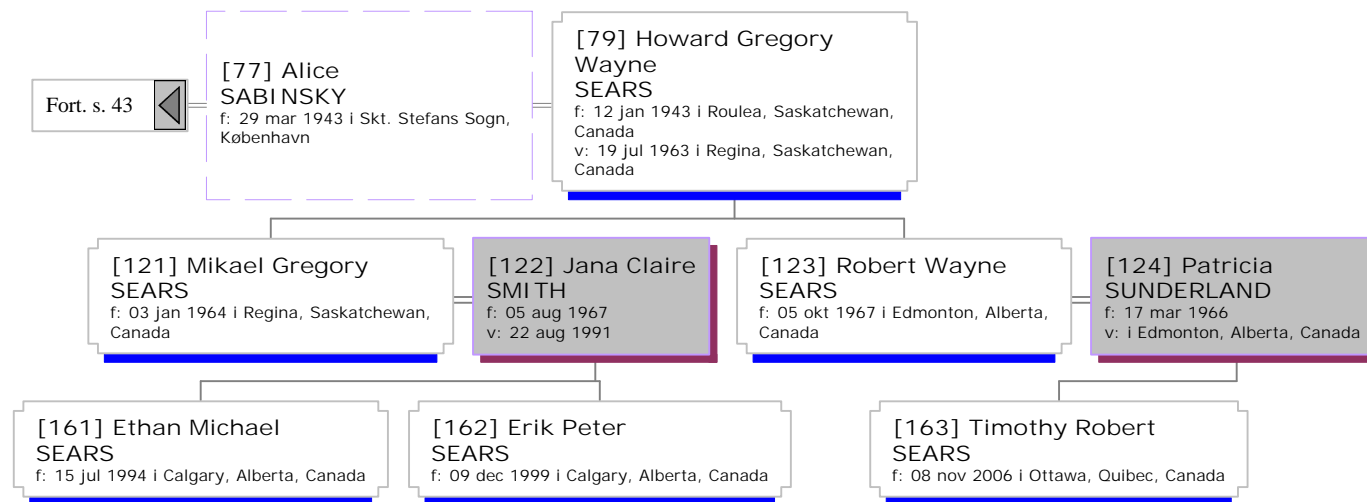 Fort. s. 43
[77] Alice
SABINSKY
f: 29 mar 1943 i Skt. Stefans Sogn,
København
[79] Howard Gregory
Wayne
SEARS
f: 12 jan 1943 i Roulea, Saskatchewan,
Canada
v: 19 jul 1963 i Regina, Saskatchewan,
Canada
[121] Mikael Gregory
SEARS
f: 03 jan 1964 i Regina, Saskatchewan,
Canada
[122] Jana Claire
SMITH
f: 05 aug 1967
v: 22 aug 1991
[123] Robert Wayne
SEARS
f: 05 okt 1967 i Edmonton, Alberta,
Canada
[124] Patricia
SUNDERLAND
f: 17 mar 1966
v: i Edmonton, Alberta, Canada
[161] Ethan Michael
SEARS
f: 15 jul 1994 i Calgary, Alberta, Canada
[162] Erik Peter
SEARS
f: 09 dec 1999 i Calgary, Alberta, Canada
[163] Timothy Robert
SEARS
f: 08 nov 2006 i Ottawa, Quibec, Canada